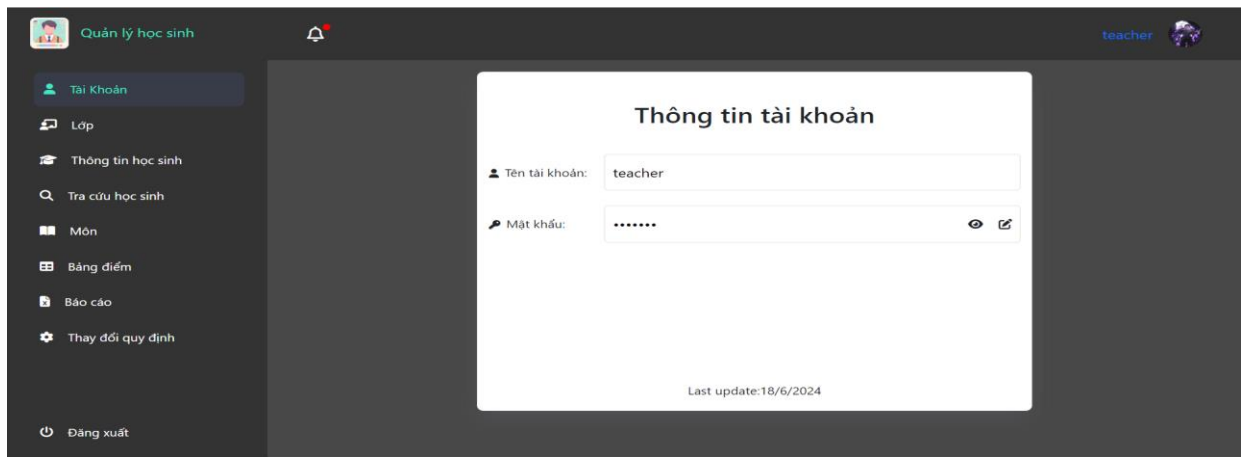 Quản lý học sinh
teacher
Tài Khoản
Lớp
Thông tin học sinh
Tra cứu học sinh
Môn
Bảng điểm
Báo cáo
Thay đổi quy định
Đăng xuất
Thông tin tài khoản
Tên tài khoản: teacher
Mật khẩu: •••••••
Last update:18/6/2024